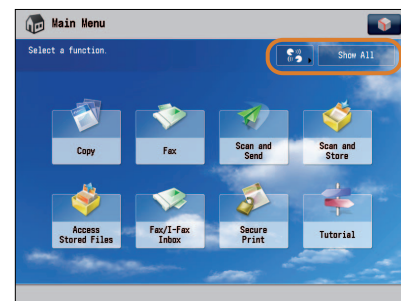 Main Menu
Select a function.
Show All
Copy
Fax
Scan and
Send
Scan and
Store
Access
Stored Files
Fax/I-Fax
Inbox
Secure
Print
Tutorial